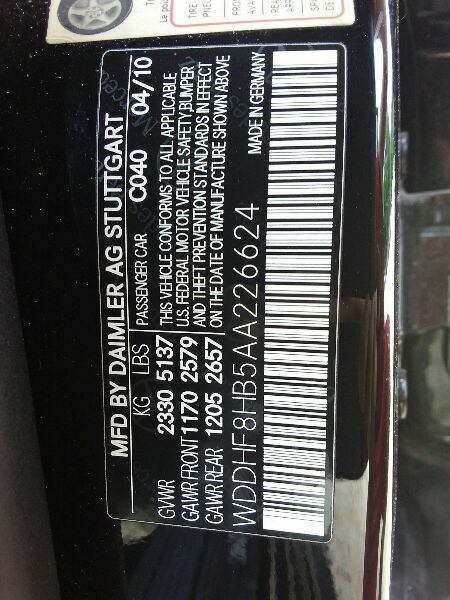 MFD BY DAIMLER AG STUTTGART
KG LBS PASSENGER CAR C040 04/10
GVWR 2330 5137 THIS VEHICLE CONFORMS TO ALL APPLICABLE
GAWR FRONT 1170 2579 U.S. FEDERAL MOTOR VEHICLE SAFETY, BUMPER
GAWR REAR 1205 2657 AND THEFT PREVENTION STANDARDS IN EFFECT
ON THE DATE OF MANUFACTURE SHOWN ABOVE
WDDHF8HB5AA226624 MADE IN GERMANY
TIRE
PNEU